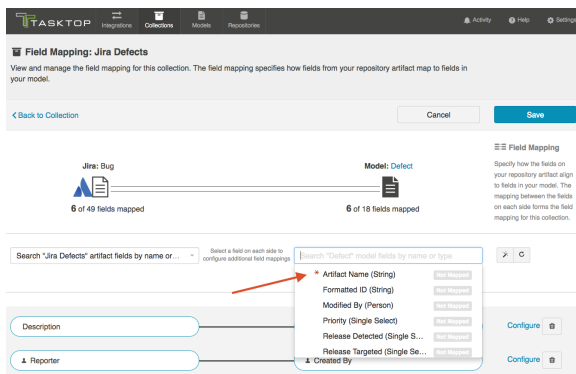 TASKTOP
Integrations
Collections
Models
Repositories
Activity
Help
Settings
Field Mapping: Jira Defects
View and manage the field mapping for this collection. The field mapping specifies how fields from your repository artifact map to fields in
your model.
Back to Collection
Cancel
Save
Field Mapping
Specify how the fields on
your repository artifact align
to fields in your model. The
mapping between the fields
on each side forms the field
mapping for this collection.
Jira: Bug
Model: Defect
6 of 49 fields mapped
6 of 18 fields mapped
Search "Jira Defects" artifact fields by name or…
Select a field on each side to
configure additional field mappings
Search "Defect" model fields by name or type
* Artifact Name (String) Not Mapped
Formatted ID (String) Not Mapped
Modified By (Person) Not Mapped
Priority (Single Select) Not Mapped
Release Detected (Single S… Not Mapped
Release Targeted (Single Se… Not Mapped
Description
Configure
Reporter
Created By
Configure